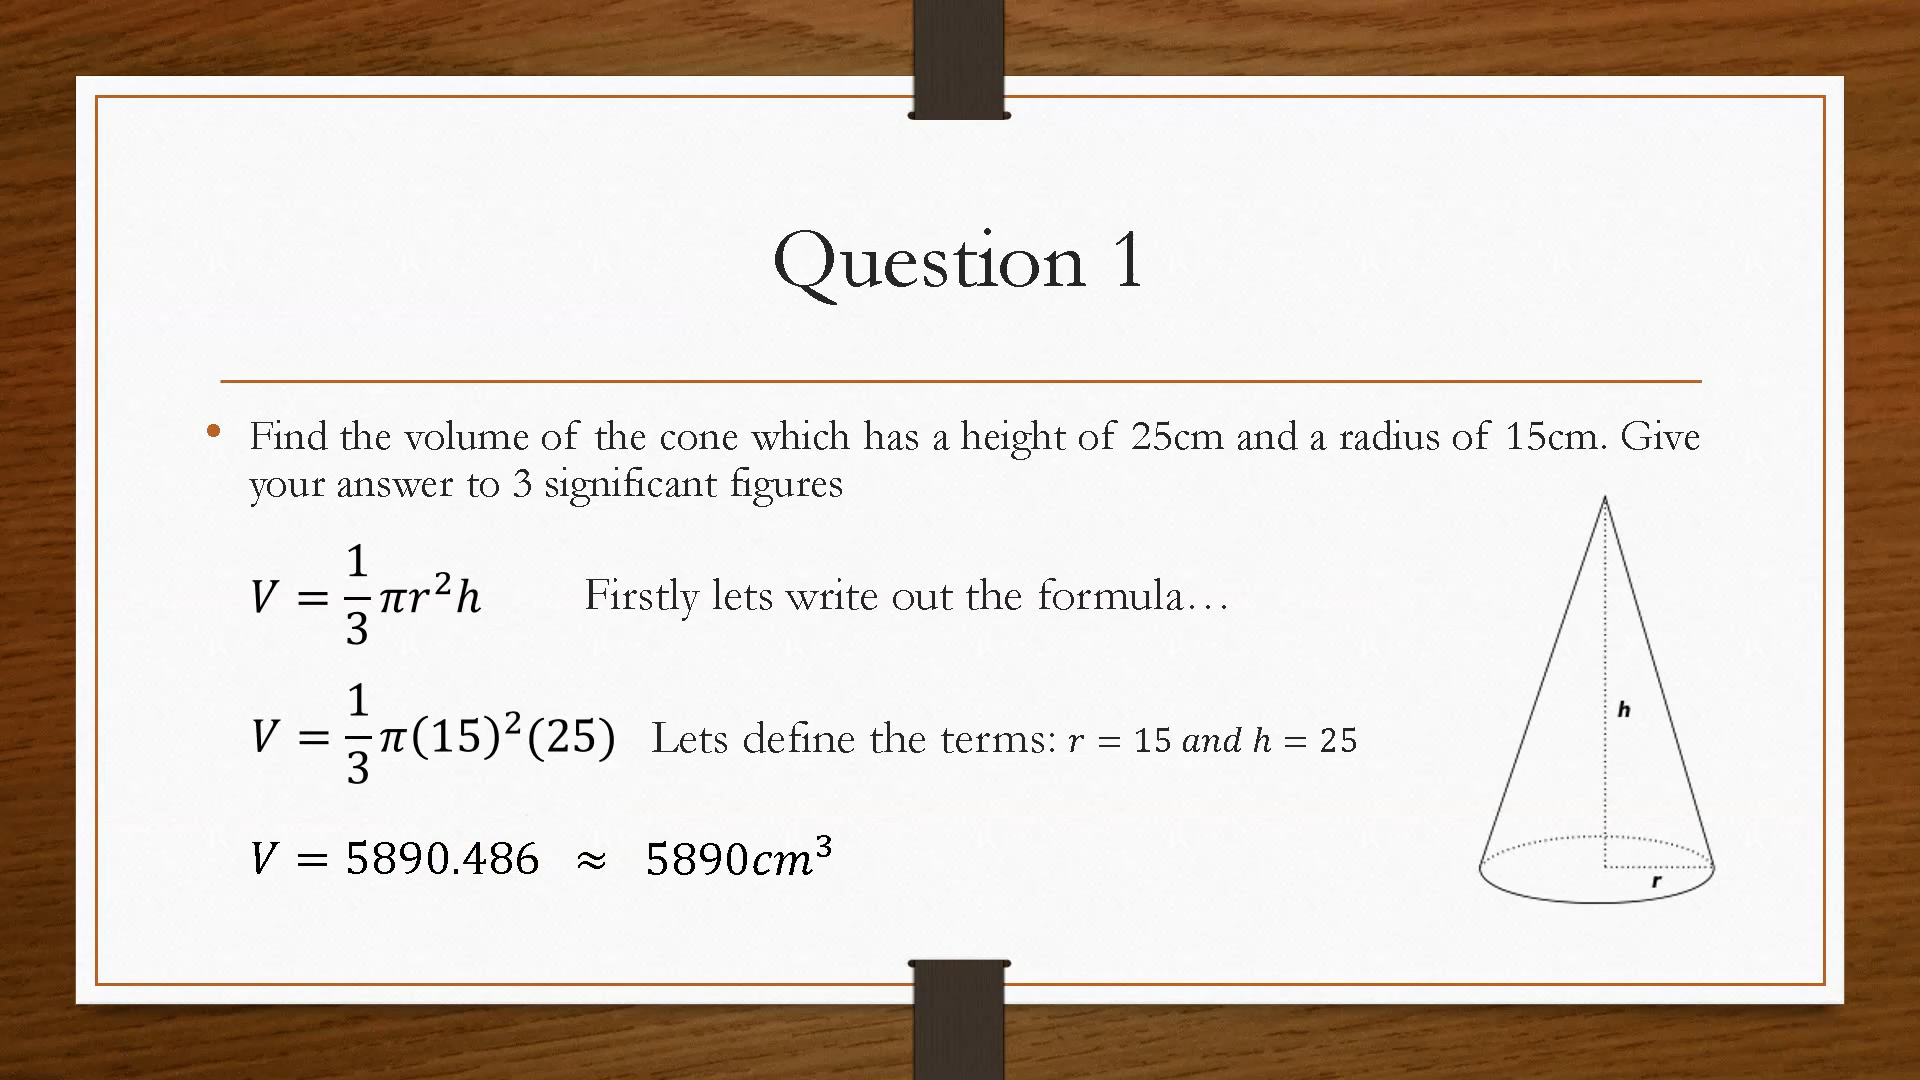 Question 1
• Find the volume of the cone which has a height of 25cm and a radius of 15cm. Give
your answer to 3 significant figures
V = 1/3 πr²h Firstly lets write out the formula…
V = 1/3 π(15)²(25) Lets define the terms: r = 15 and h = 25
V = 5890.486 ≈ 5890cm³
h
r